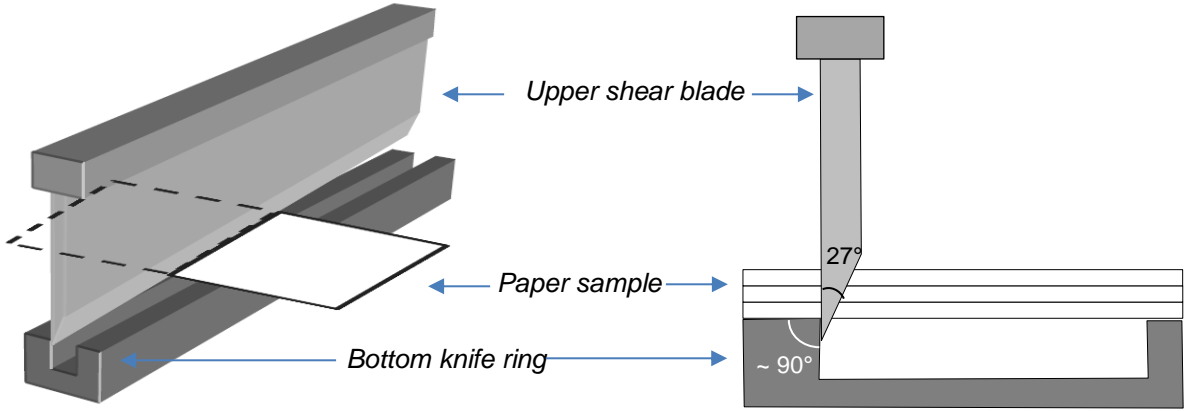 Upper shear blade
27°
Paper sample
Bottom knife ring
~ 90°